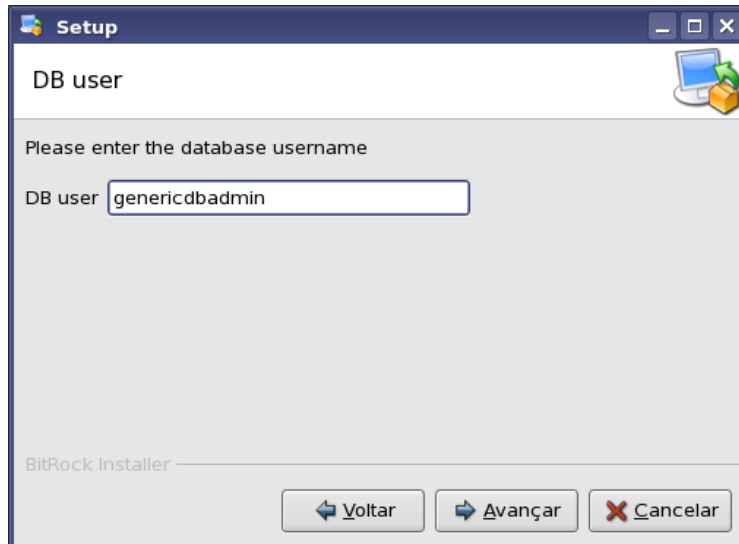 Setup
DB user
Please enter the database username
DB user genericdbadmin
BitRock Installer
Voltar Avançar Cancelar